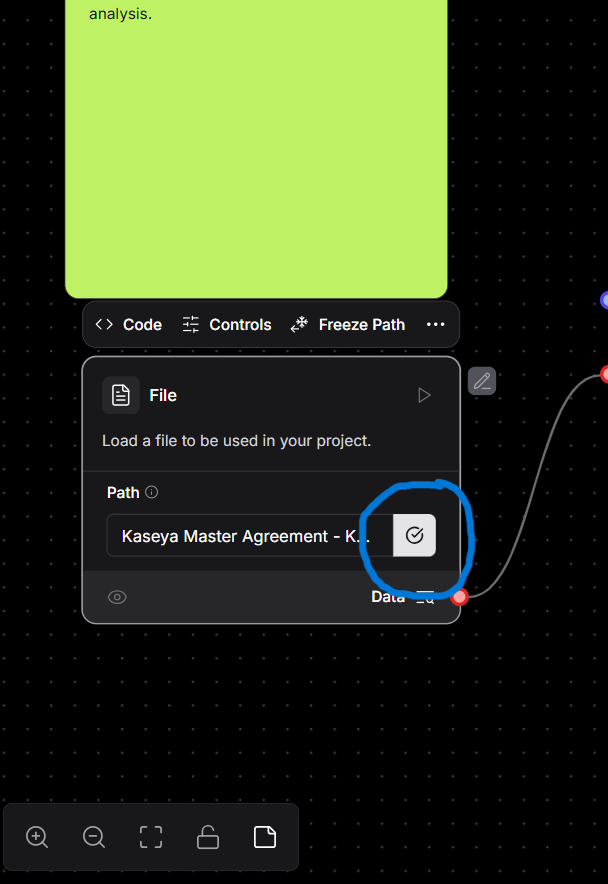 analysis.
Code Controls Freeze Path
File
Load a file to be used in your project.
Path
Kaseya Master Agreement - K...
Data